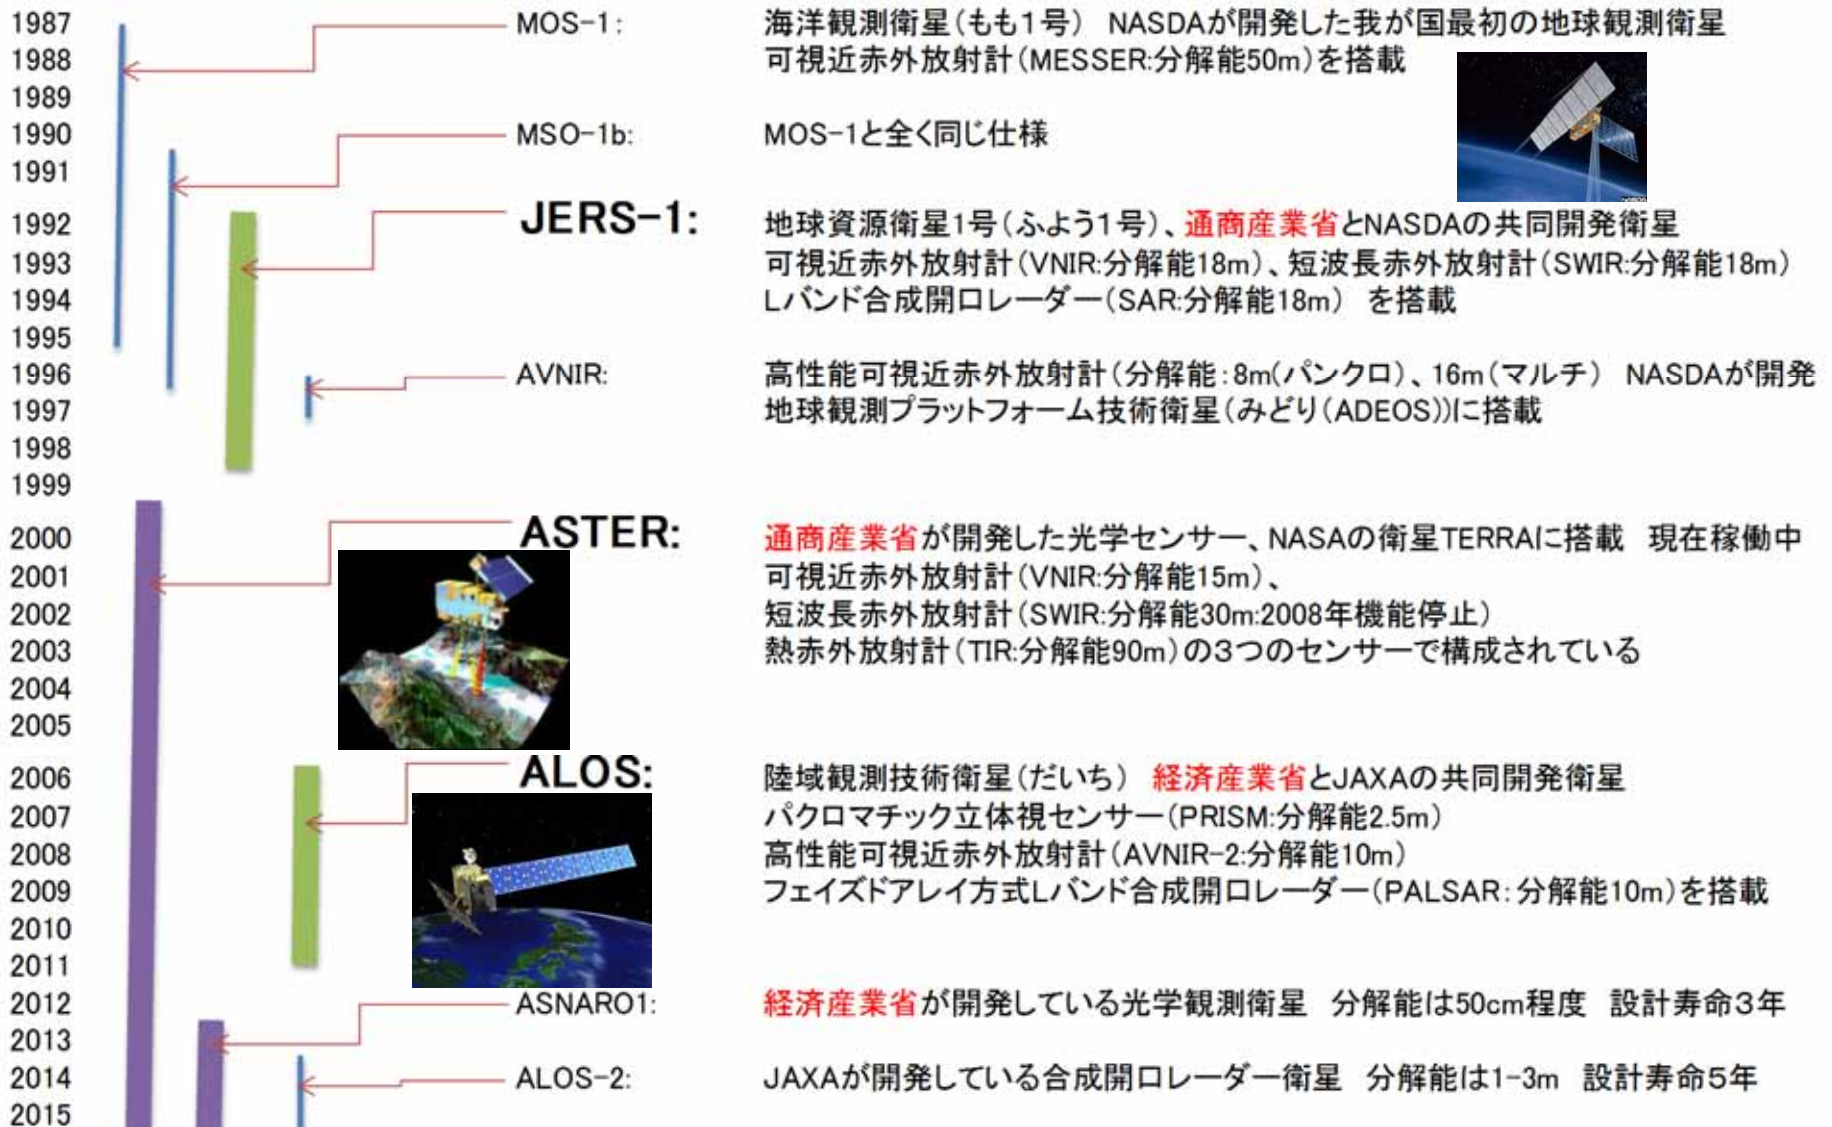 1987
1988
1989
1990
1991
1992
1993
1994
1995
1996
1997
1998
1999
2000
2001
2002
2003
2004
2005
2006
2007
2008
2009
2010
2011
2012
2013
2014
2015
MOS-1: 海洋観測衛星(もも1号) NASDAが開発した我が国最初の地球観測衛星
可視近赤外放射計(MESSER:分解能50m)を搭載
MSO-1b: MOS-1と全く同じ仕様
JERS-1: 地球資源衛星1号(ふよう1号)、通商産業省とNASDAの共同開発衛星
可視近赤外放射計(VNIR:分解能18m)、短波長赤外放射計(SWIR:分解能18m)
Lバンド合成開口レーダー(SAR:分解能18m) を搭載
AVNIR: 高性能可視近赤外放射計(分解能:8m(パンクロ)、16m(マルチ) NASDAが開発
地球観測プラットフォーム技術衛星(みどり(ADEOS))に搭載
ASTER: 通商産業省が開発した光学センサー、NASAの衛星TERRAに搭載 現在稼働中
可視近赤外放射計(VNIR:分解能15m)、
短波長赤外放射計(SWIR:分解能30m:2008年機能停止)
熱赤外放射計(TIR:分解能90m)の3つのセンサーで構成されている
ALOS: 陸域観測技術衛星(だいち) 経済産業省とJAXAの共同開発衛星
パクロマチック立体視センサー(PRISM:分解能2.5m)
高性能可視近赤外放射計(AVNIR-2:分解能10m)
フェイズドアレイ方式Lバンド合成開口レーダー(PALSAR:分解能10m)を搭載
ASNARO1: 経済産業省が開発している光学観測衛星 分解能は50cm程度 設計寿命3年
ALOS-2: JAXAが開発している合成開口レーダー衛星 分解能は1-3m 設計寿命5年